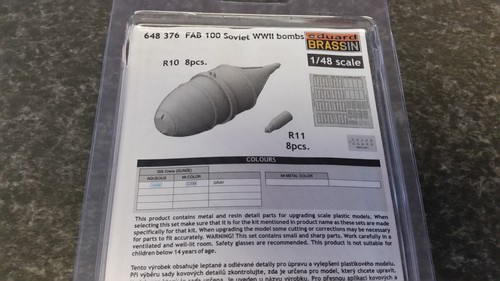 648 376 FAB 100 Soviet WWII bombs
eduard
BRASSIN
1/48 scale
R10 8pcs.
R11
8pcs.
COLOURS
AQUEOUS
Mr.COLOR
Mr.METAL COLOR
This product contains metal and resin detail parts for upgrading scale plastic models. When
selecting this set make sure that it is for the kit mentioned in product name as these sets are made
specifically for that kit. When upgrading the model some cutting or corrections may be necessary
for parts to fit accurately. WARNING! This set contains small and sharp parts. Work carefully in a
ventilated and well-lit room. Safety glasses are recommended. This product is not suitable for
children below 14 years of age.
Tento výrobek obsahuje leptané a odlévané detaily pro úpravu a vylepšení plastikového modelu.
Při výběru sady kovových detailů zkontrolujte, zda je určena pro model, který chcete upravit,